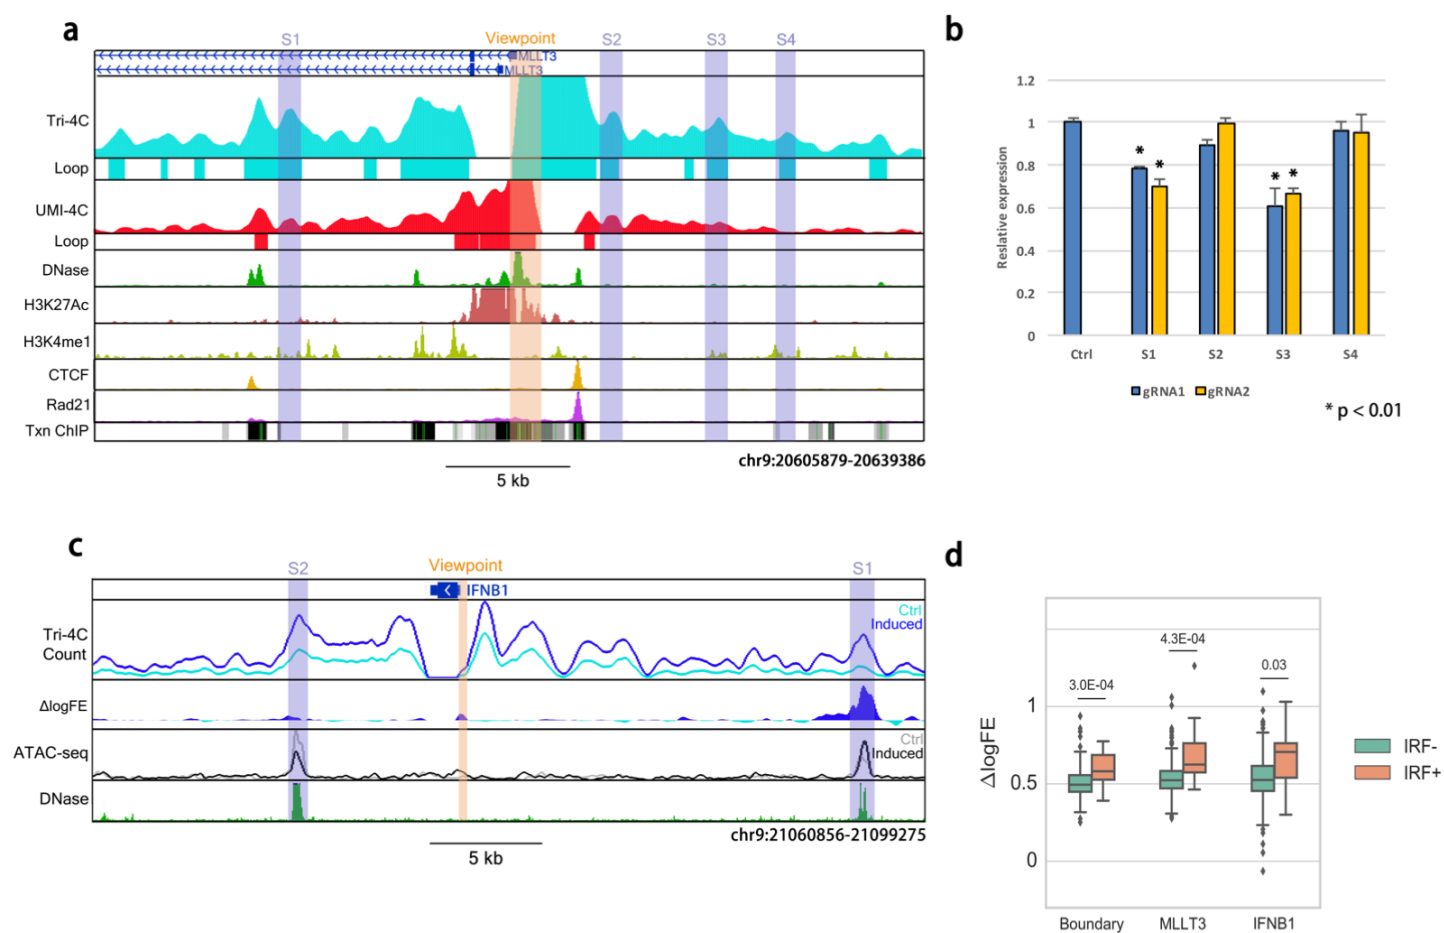 a
S1
Viewpoint
S2
S3
S4
MLLT3
MLLT3
Tri-4C
Loop
UMI-4C
Loop
DNase
H3K27Ac
H3K4me1
CTCF
Rad21
Txn ChIP
chr9:20605879-20639386
5 kb
b
Reslative expression
1.2
1
0.8
0.6
0.4
0.2
0
* * * *
Ctrl S1 S2 S3 S4
gRNA1 gRNA2
* p < 0.01
c
S2
Viewpoint
S1
IFNB1
Tri-4C
Count
Ctrl
Induced
ΔlogFE
ATAC-seq
Ctrl
Induced
DNase
chr9:21060856-21099275
5 kb
d
ΔlogFE
1
0.5
0
3.0E-04
4.3E-04
0.03
Boundary MLLT3 IFNB1
IRF-
IRF+